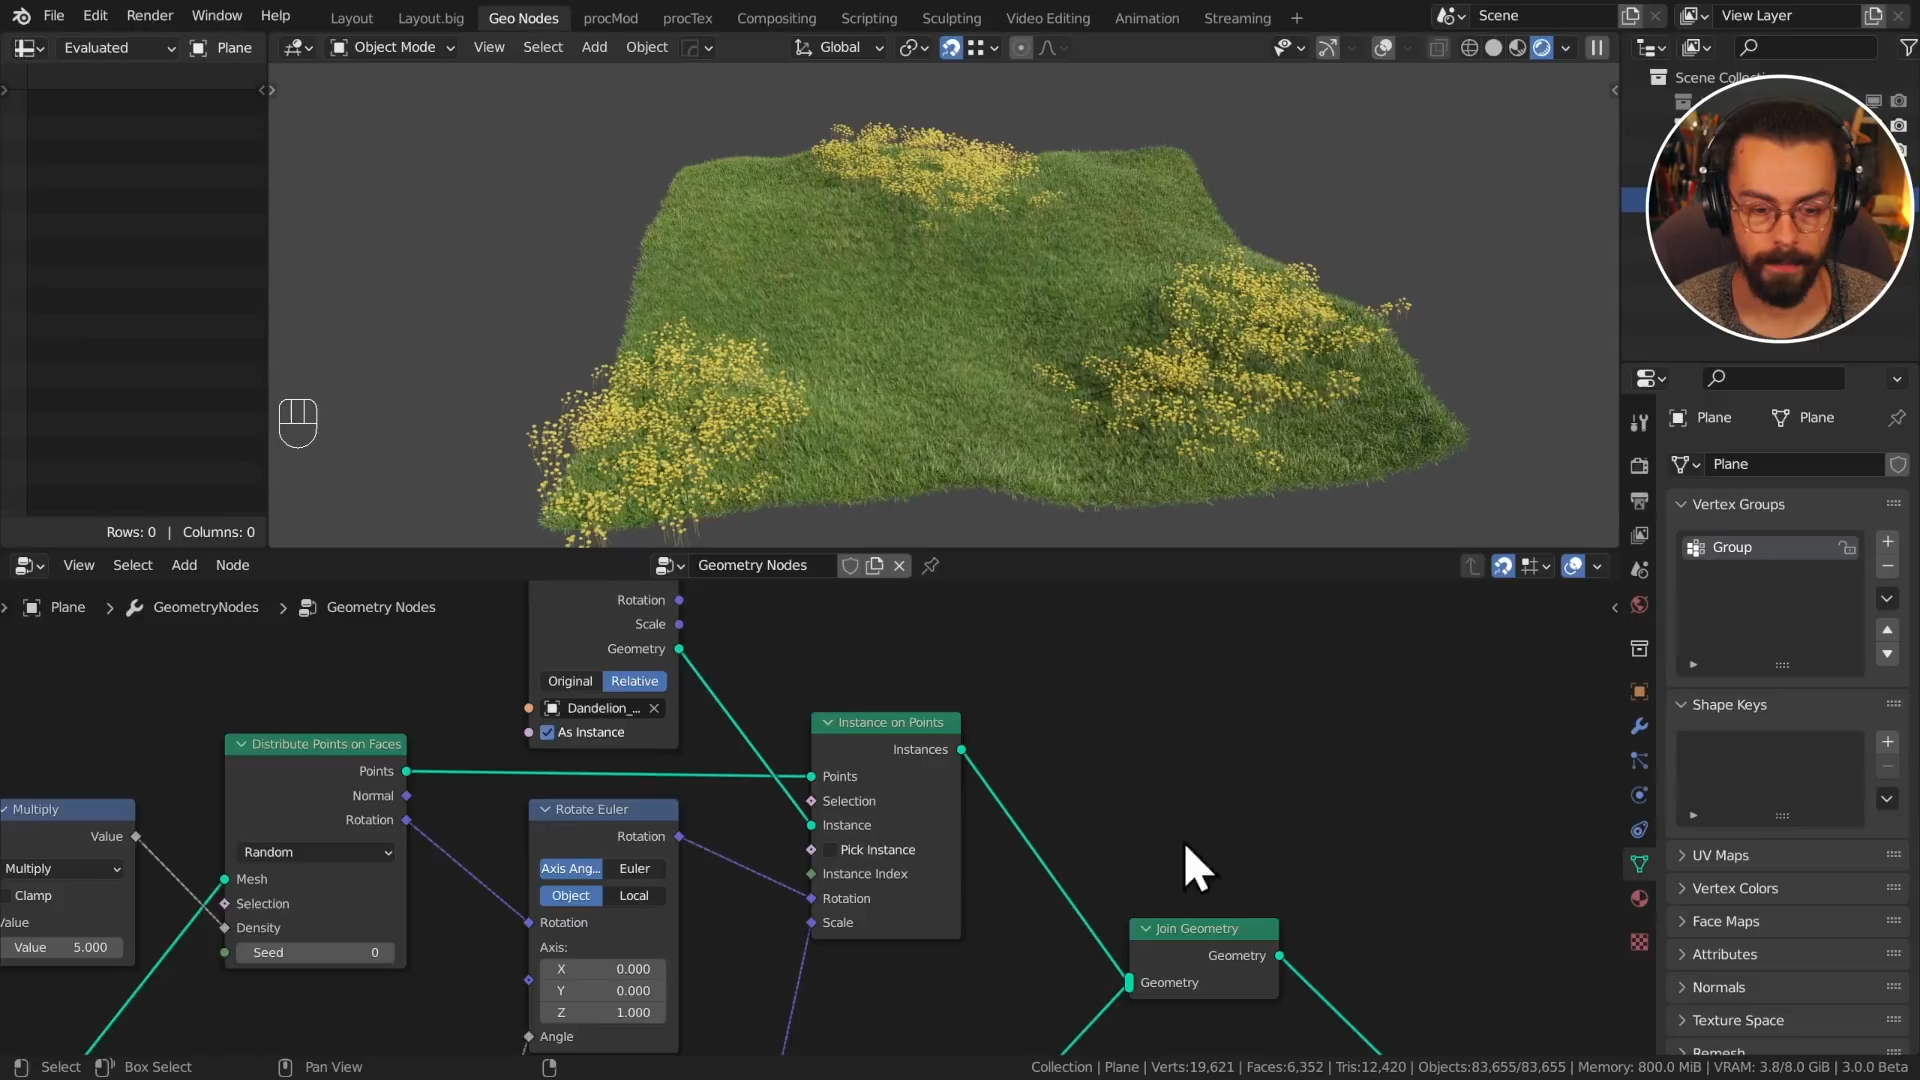 File Edit Render Window Help Layout Layout.big Geo Nodes procMod procTex Compositing Scripting Sculpting Video Editing Animation Streaming + Scene View Layer
Evaluated Plane Object Mode View Select Add Object Global
Scene
Rows: 0 | Columns: 0
View Select Add Node Geometry Nodes
Plane GeometryNodes Geometry Nodes
Rotation
Scale
Geometry
Original Relative
Dandelion_...
As Instance
Multiply
Value
Multiply
Clamp
Value 5.000
Distribute Points on Faces
Points
Normal
Rotation
Random
Mesh
Selection
Density
Seed 0
Rotate Euler
Rotation
Axis Ang... Euler
Object Local
Rotation
Axis:
X 0.000
Y 0.000
Z 1.000
Angle
Instance on Points
Instances
Points
Selection
Instance
Pick Instance
Instance Index
Rotation
Scale
Join Geometry
Geometry
Geometry
Plane Plane
Plane
Vertex Groups
Group
Shape Keys
UV Maps
Vertex Colors
Face Maps
Attributes
Normals
Texture Space
Remesh
Select Box Select Pan View Collection | Plane | Verts:19,621 | Faces:6,352 | Tris:12,420 | Objects:83,655/83,655 | Memory: 800.0 MiB | VRAM: 3.8/8.0 GiB | 3.0.0 Beta